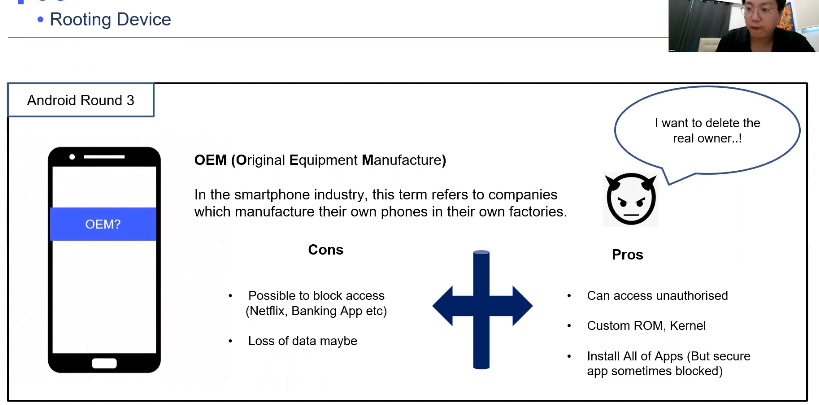 • Rooting Device
Android Round 3
I want to delete the
real owner..!
OEM?
OEM (Original Equipment Manufacture)
In the smartphone industry, this term refers to companies
which manufacture their own phones in their own factories.
Cons
• Possible to block access
(Netflix, Banking App etc)
• Loss of data maybe
Pros
• Can access unauthorised
• Custom ROM, Kernel
• Install All of Apps (But secure
app sometimes blocked)